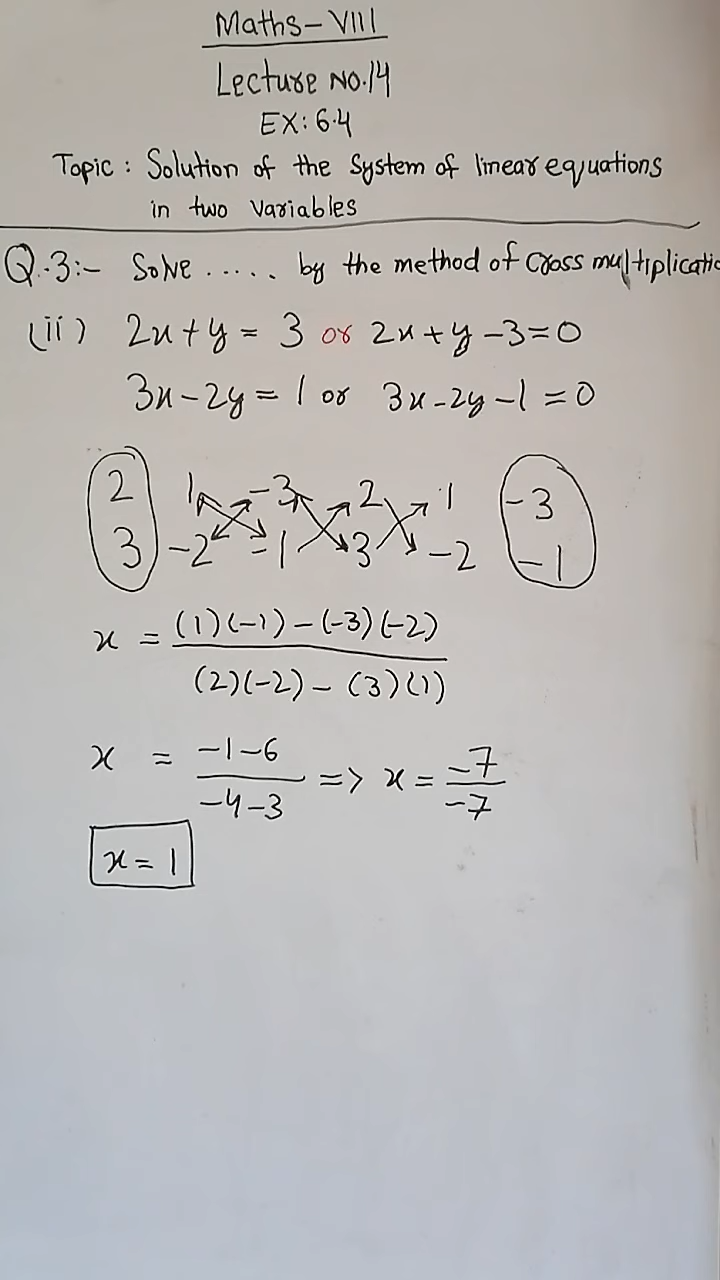 Maths-VIII
Lecture No.14
EX: 6.4
Topic: Solution of the System of linear equations
in two Variables
Q.3:- Solve ..... by the method of Cross multiplicatio
(ii) 2x+y = 3 or 2x+y-3=0
3x-2y = 1 or 3x-2y-1=0
2 1 -3 2 1 -3
3 -2 -1 3 -2 -1
x = (1)(-1)-(-3)(-2)
(2)(-2)-(3)(1)
x = -1-6 / -4-3 => x = -7 / -7
x = 1